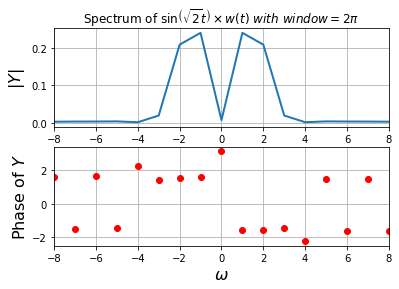 Spectrum of sin(√2t) × w(t) with window = 2π
|Y|
0.2
0.1
0.0
−8 −6 −4 −2 0 2 4 6 8
Phase of Y
2
0
−2
−8 −6 −4 −2 0 2 4 6 8
ω